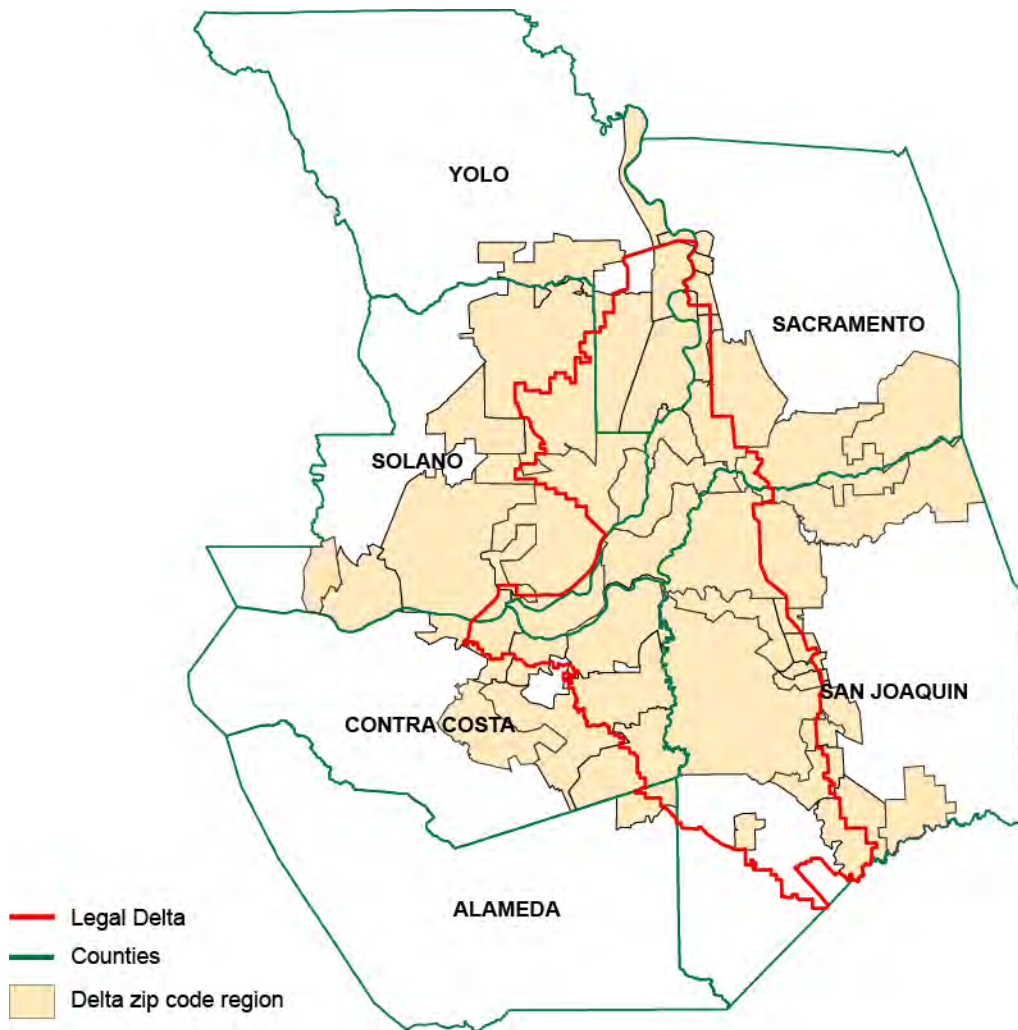 YOLO
SACRAMENTO
SOLANO
SAN JOAQUIN
CONTRA COSTA
ALAMEDA
Legal Delta
Counties
Delta zip code region